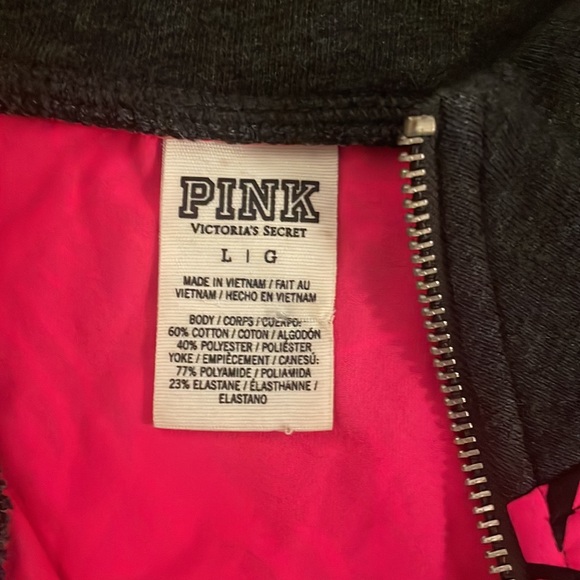 PINK
VICTORIA'S SECRET
L | G
MADE IN VIETNAM / FAIT AU
VIETNAM / HECHO EN VIETNAM
BODY / CORPS / CUERPO:
60% COTTON / COTON / ALGODÓN
40% POLYESTER / POLIÉSTER
YOKE / EMPIÈCEMENT / CANESÚ:
77% POLYAMIDE / POLIAMIDA
23% ELASTANE / ÉLASTHANNE /
ELASTANO